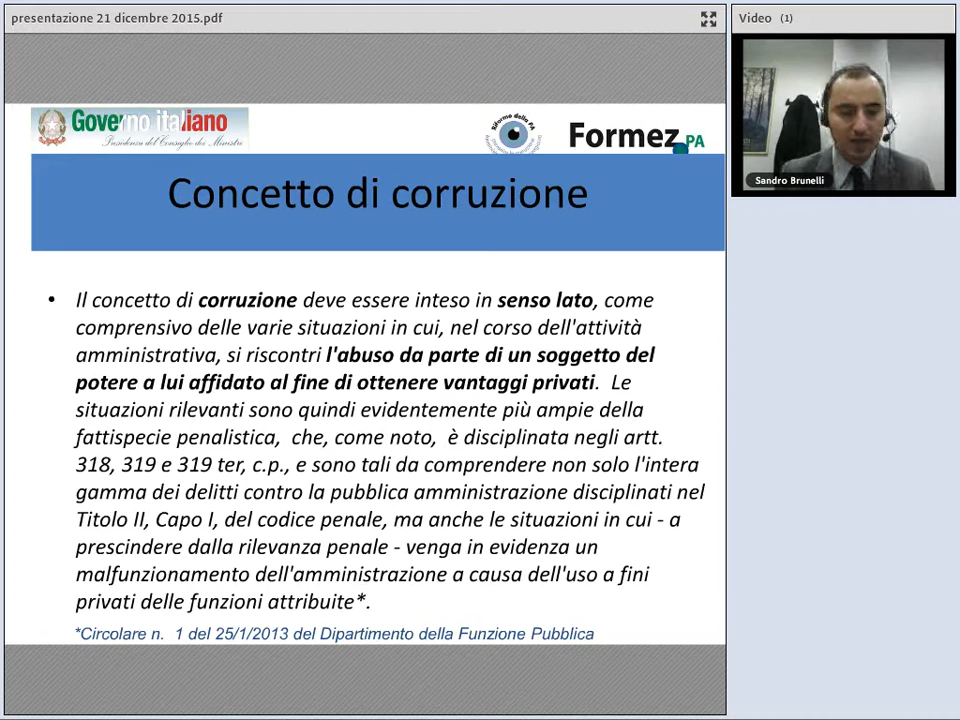 presentazione 21 dicembre 2015.pdf
Video (1)
Governo italiano
Presidenza del Consiglio dei Ministri
Riforma della PA
Formez PA
Sandro Brunelli
Concetto di corruzione
• Il concetto di corruzione deve essere inteso in senso lato, come
comprensivo delle varie situazioni in cui, nel corso dell'attività
amministrativa, si riscontri l'abuso da parte di un soggetto del
potere a lui affidato al fine di ottenere vantaggi privati. Le
situazioni rilevanti sono quindi evidentemente più ampie della
fattispecie penalistica, che, come noto, è disciplinata negli artt.
318, 319 e 319 ter, c.p., e sono tali da comprendere non solo l'intera
gamma dei delitti contro la pubblica amministrazione disciplinati nel
Titolo II, Capo I, del codice penale, ma anche le situazioni in cui - a
prescindere dalla rilevanza penale - venga in evidenza un
malfunzionamento dell'amministrazione a causa dell'uso a fini
privati delle funzioni attribuite*.
*Circolare n. 1 del 25/1/2013 del Dipartimento della Funzione Pubblica